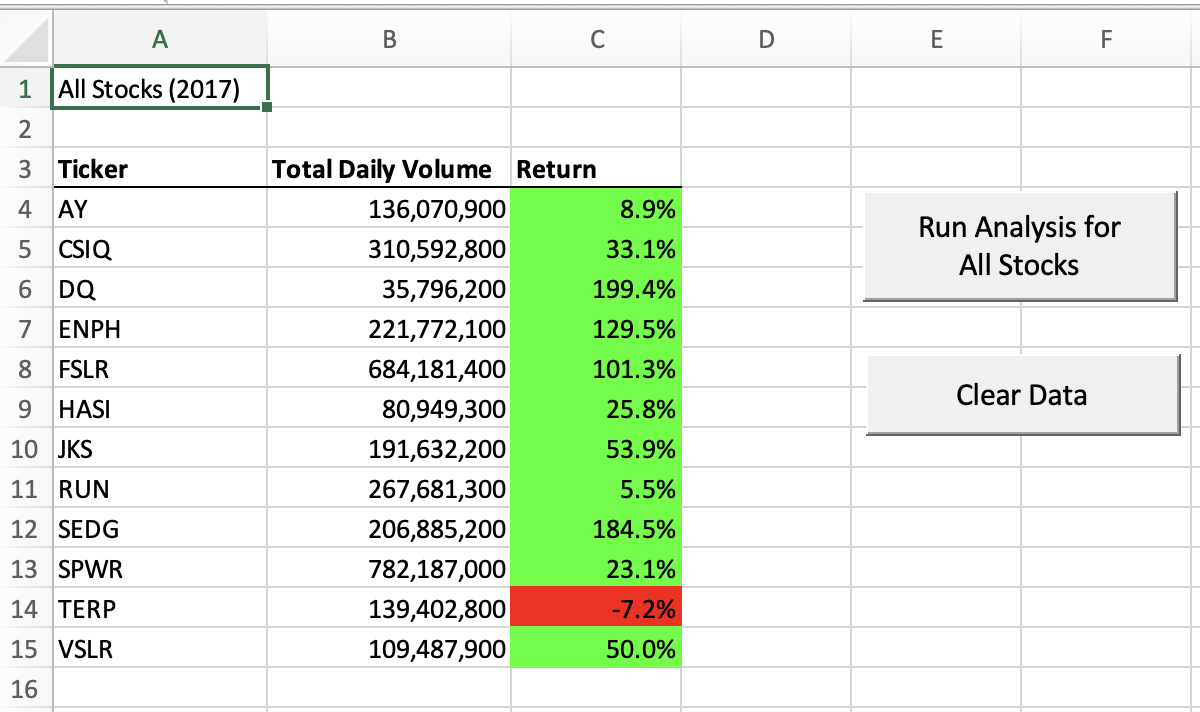 A B C D E F
1 All Stocks (2017)
2
3 Ticker Total Daily Volume Return
4 AY 136,070,900 8.9%
5 CSIQ 310,592,800 33.1%
6 DQ 35,796,200 199.4%
7 ENPH 221,772,100 129.5%
8 FSLR 684,181,400 101.3%
9 HASI 80,949,300 25.8%
10 JKS 191,632,200 53.9%
11 RUN 267,681,300 5.5%
12 SEDG 206,885,200 184.5%
13 SPWR 782,187,000 23.1%
14 TERP 139,402,800 -7.2%
15 VSLR 109,487,900 50.0%
16
Run Analysis for
All Stocks
Clear Data